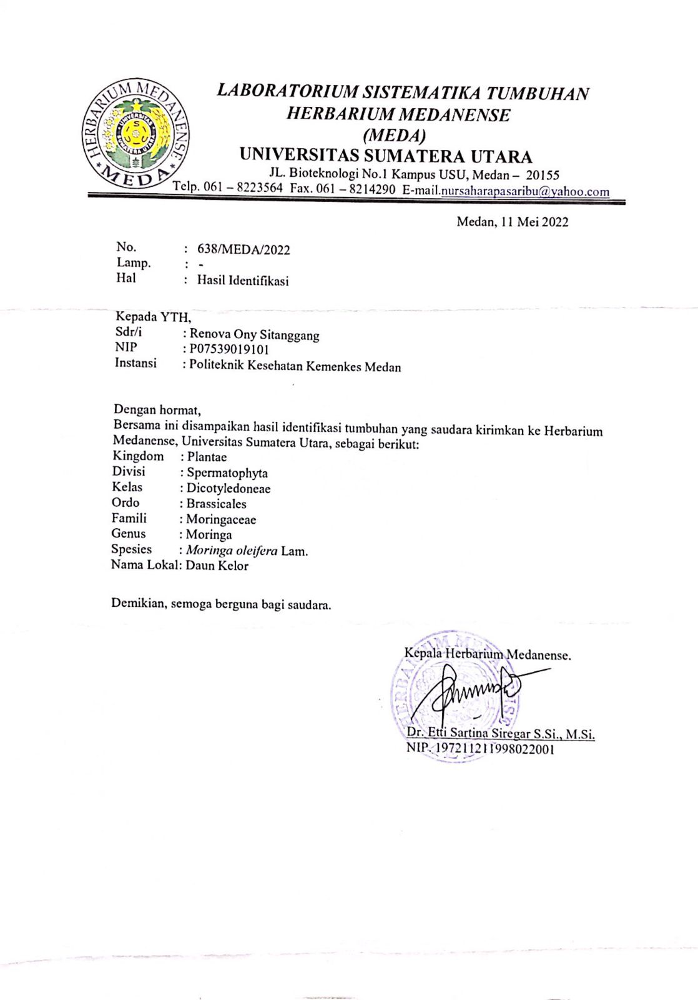 HERBARIUM MEDANENSE
* MEDA *
UNIVERSITAS
SUMATERA UTARA
LABORATORIUM SISTEMATIKA TUMBUHAN
HERBARIUM MEDANENSE
(MEDA)
UNIVERSITAS SUMATERA UTARA
JL. Bioteknologi No.1 Kampus USU, Medan – 20155
Telp. 061 – 8223564 Fax. 061 – 8214290 E-mail.nursaharapasaribu@yahoo.com
Medan, 11 Mei 2022
No. : 638/MEDA/2022
Lamp. : -
Hal : Hasil Identifikasi
Kepada YTH,
Sdr/i : Renova Ony Sitanggang
NIP : P07539019101
Instansi : Politeknik Kesehatan Kemenkes Medan
Dengan hormat,
Bersama ini disampaikan hasil identifikasi tumbuhan yang saudara kirimkan ke Herbarium
Medanense, Universitas Sumatera Utara, sebagai berikut:
Kingdom : Plantae
Divisi : Spermatophyta
Kelas : Dicotyledoneae
Ordo : Brassicales
Famili : Moringaceae
Genus : Moringa
Spesies : Moringa oleifera Lam.
Nama Lokal: Daun Kelor
Demikian, semoga berguna bagi saudara.
Kepala Herbarium Medanense.
Dr. Etti Sartina Siregar S.Si., M.Si.
NIP. 197211211998022001